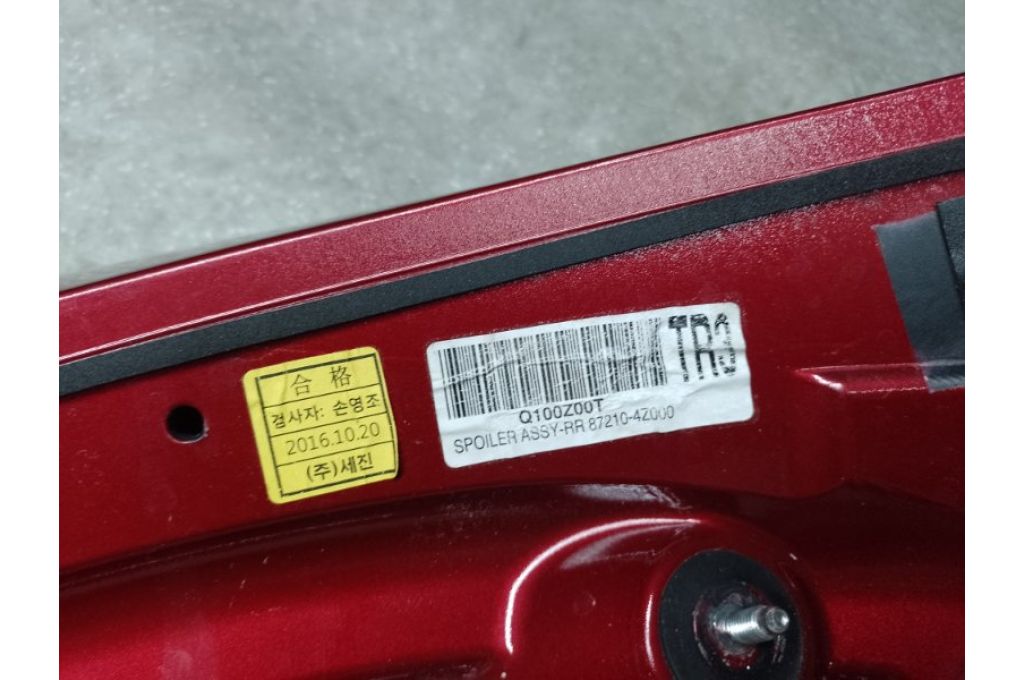 合 格
검사자: 손영조
2016.10.20
(주)세진
TR3
Q100Z00T
SPOILER ASSY-RR 87210-4Z000